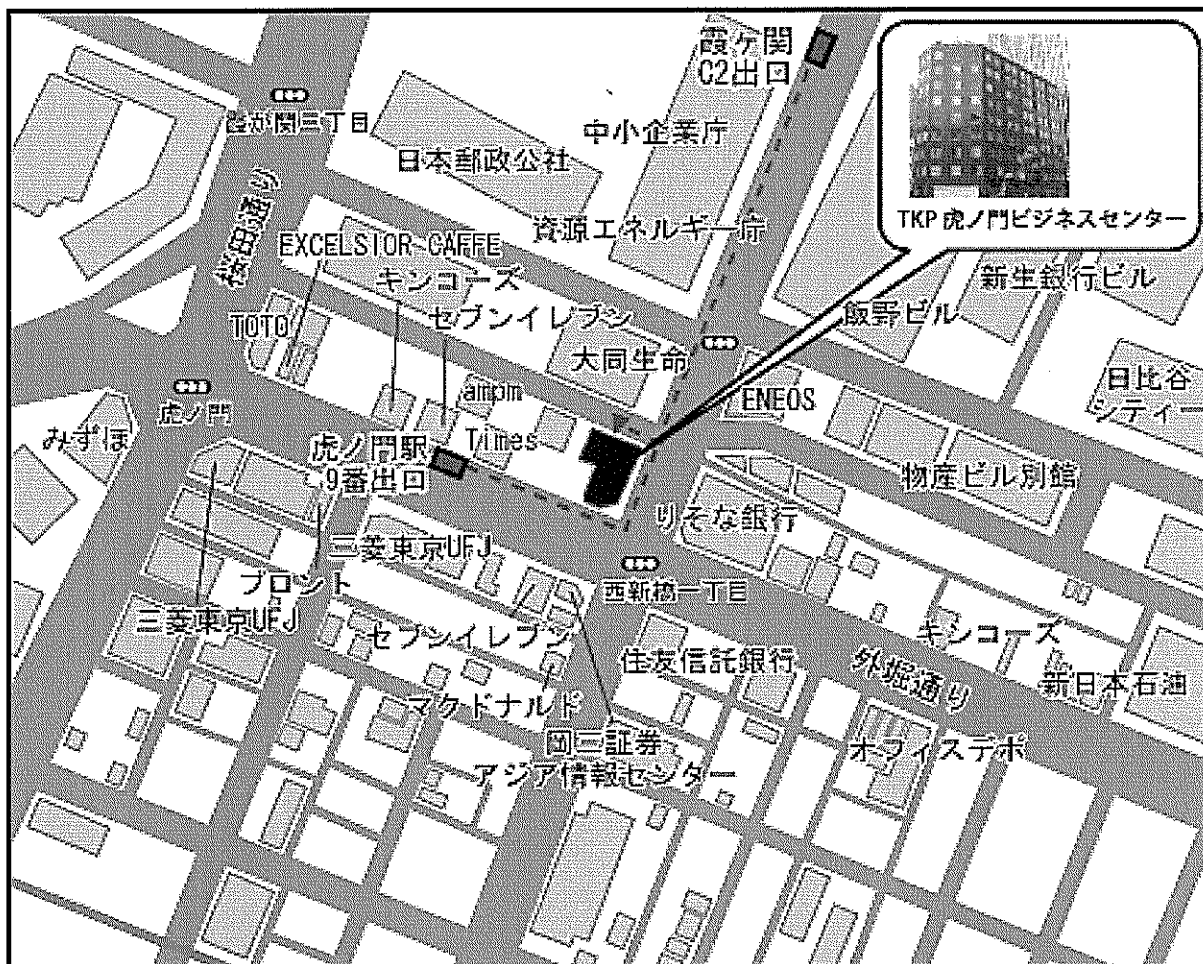 霞ヶ関
C2出口
霞が関三丁目
中小企業庁
日本郵政公社
桜田通り
TKP 虎ノ門ビジネスセンター
資源エネルギー庁
EXCELSIOR CAFFE
キンコーズ
新生銀行ビル
セブンイレブン
飯野ビル
TOTO
大同生命
日比谷
シティー
ampm
ENEOS
虎ノ門
みずほ
Times
虎ノ門駅
9番出口
物産ビル別館
りそな銀行
三菱東京UFJ
プロント
西新橋一丁目
三菱東京UFJ
セブンイレブン
キンコーズ
住友信託銀行
外堀通り
新日本石油
マクドナルド
岡三証券
アジア情報センター
オフィスデポ